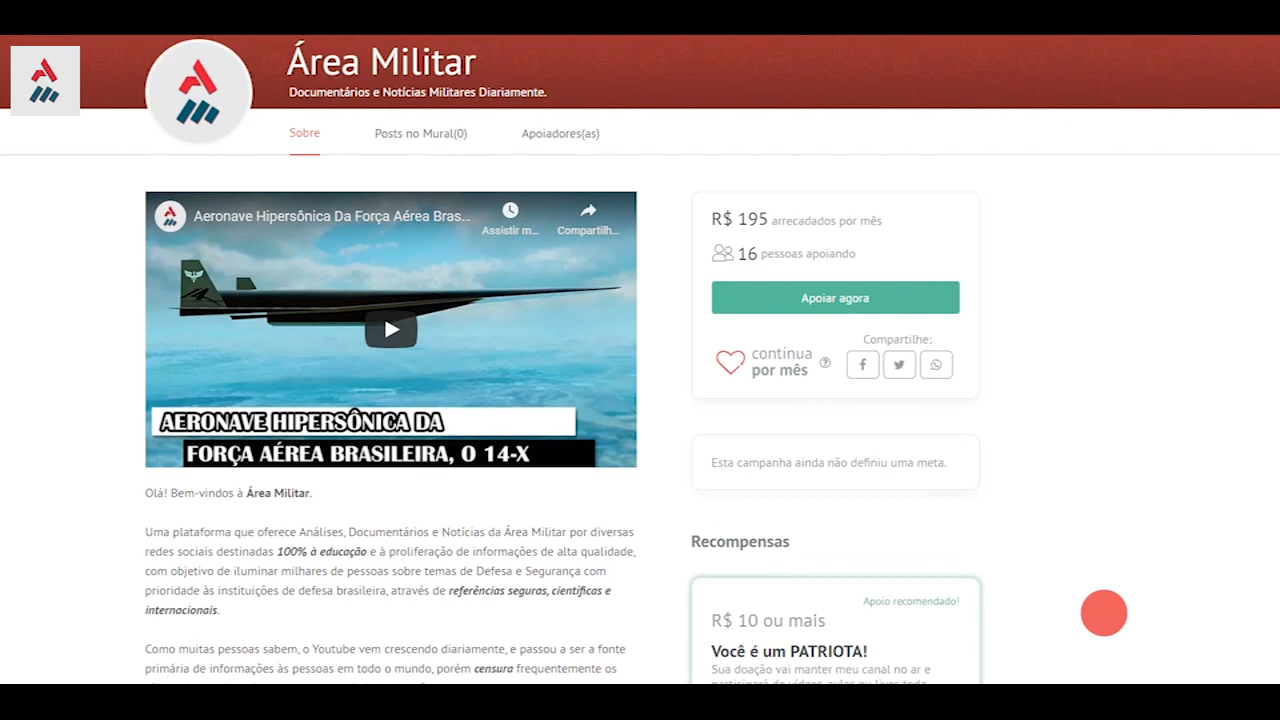 Área Militar
Documentários e Notícias Militares Diariamente.
Sobre
Posts no Mural(0)
Apoiadores(as)
Aeronave Hipersônica Da Força Aérea Bras...
Assistir m...
Compartilh...
AERONAVE HIPERSÔNICA DA
FORÇA AÉREA BRASILEIRA, O 14-X
Olá! Bem-vindos à Área Militar.
Uma plataforma que oferece Análises, Documentários e Notícias da Área Militar por diversas
redes sociais destinadas 100% à educação e à proliferação de informações de alta qualidade,
com objetivo de iluminar milhares de pessoas sobre temas de Defesa e Segurança com
prioridade às instituições de defesa brasileira, através de referências seguras, científicas e
internacionais.
Como muitas pessoas sabem, o Youtube vem crescendo diariamente, e passou a ser a fonte
primária de informações às pessoas em todo o mundo, porém censura frequentemente os
R$ 195 arrecadados por mês
16 pessoas apoiando
Apoiar agora
contínua
por mês
?
Compartilhe:
Esta campanha ainda não definiu uma meta.
Recompensas
Apoio recomendado!
R$ 10 ou mais
Você é um PATRIOTA!
Sua doação vai manter meu canal no ar e